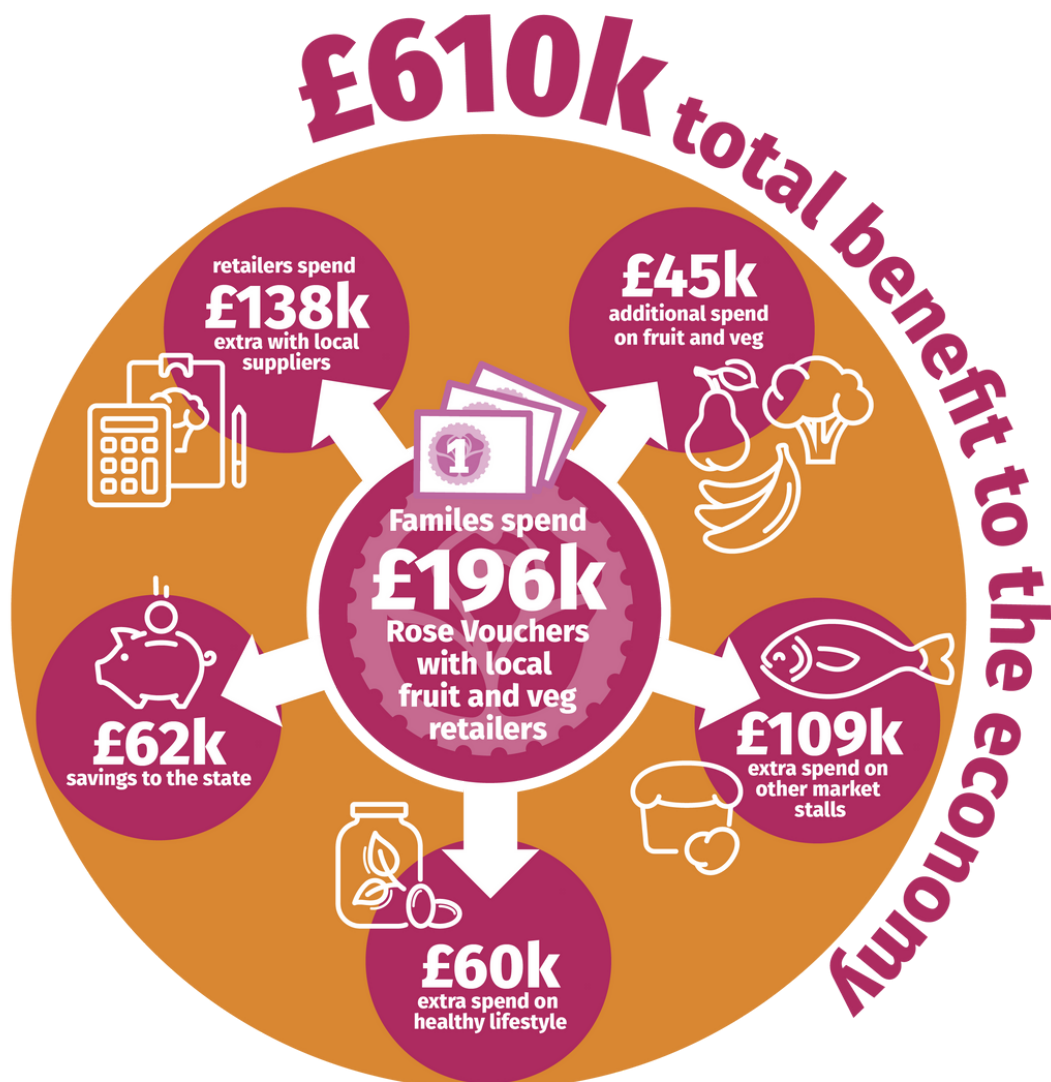 £610k total benefit to the economy
retailers spend
£138k
extra with local
suppliers
£45k
additional spend
on fruit and veg
1
Familes spend
£196k
Rose Vouchers
with local
fruit and veg
retailers
£62k
savings to the state
£109k
extra spend on
other market
stalls
£60k
extra spend on
healthy lifestyle